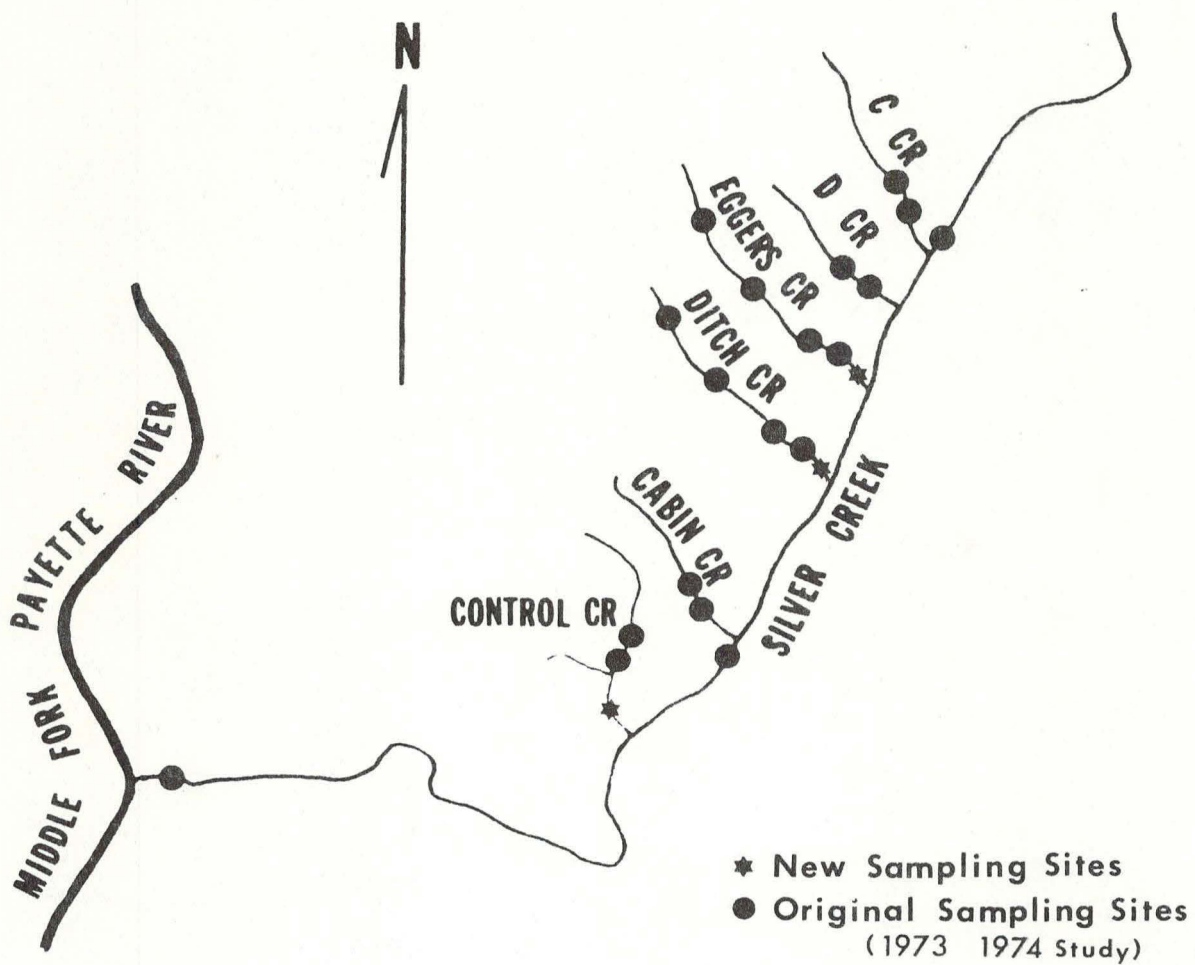 N
C CR
D CR
EGGERS CR
DITCH CR
CABIN CR
CONTROL CR
SILVER CREEK
MIDDLE FORK PAYETTE RIVER
New Sampling Sites
Original Sampling Sites
(1973 1974 Study)